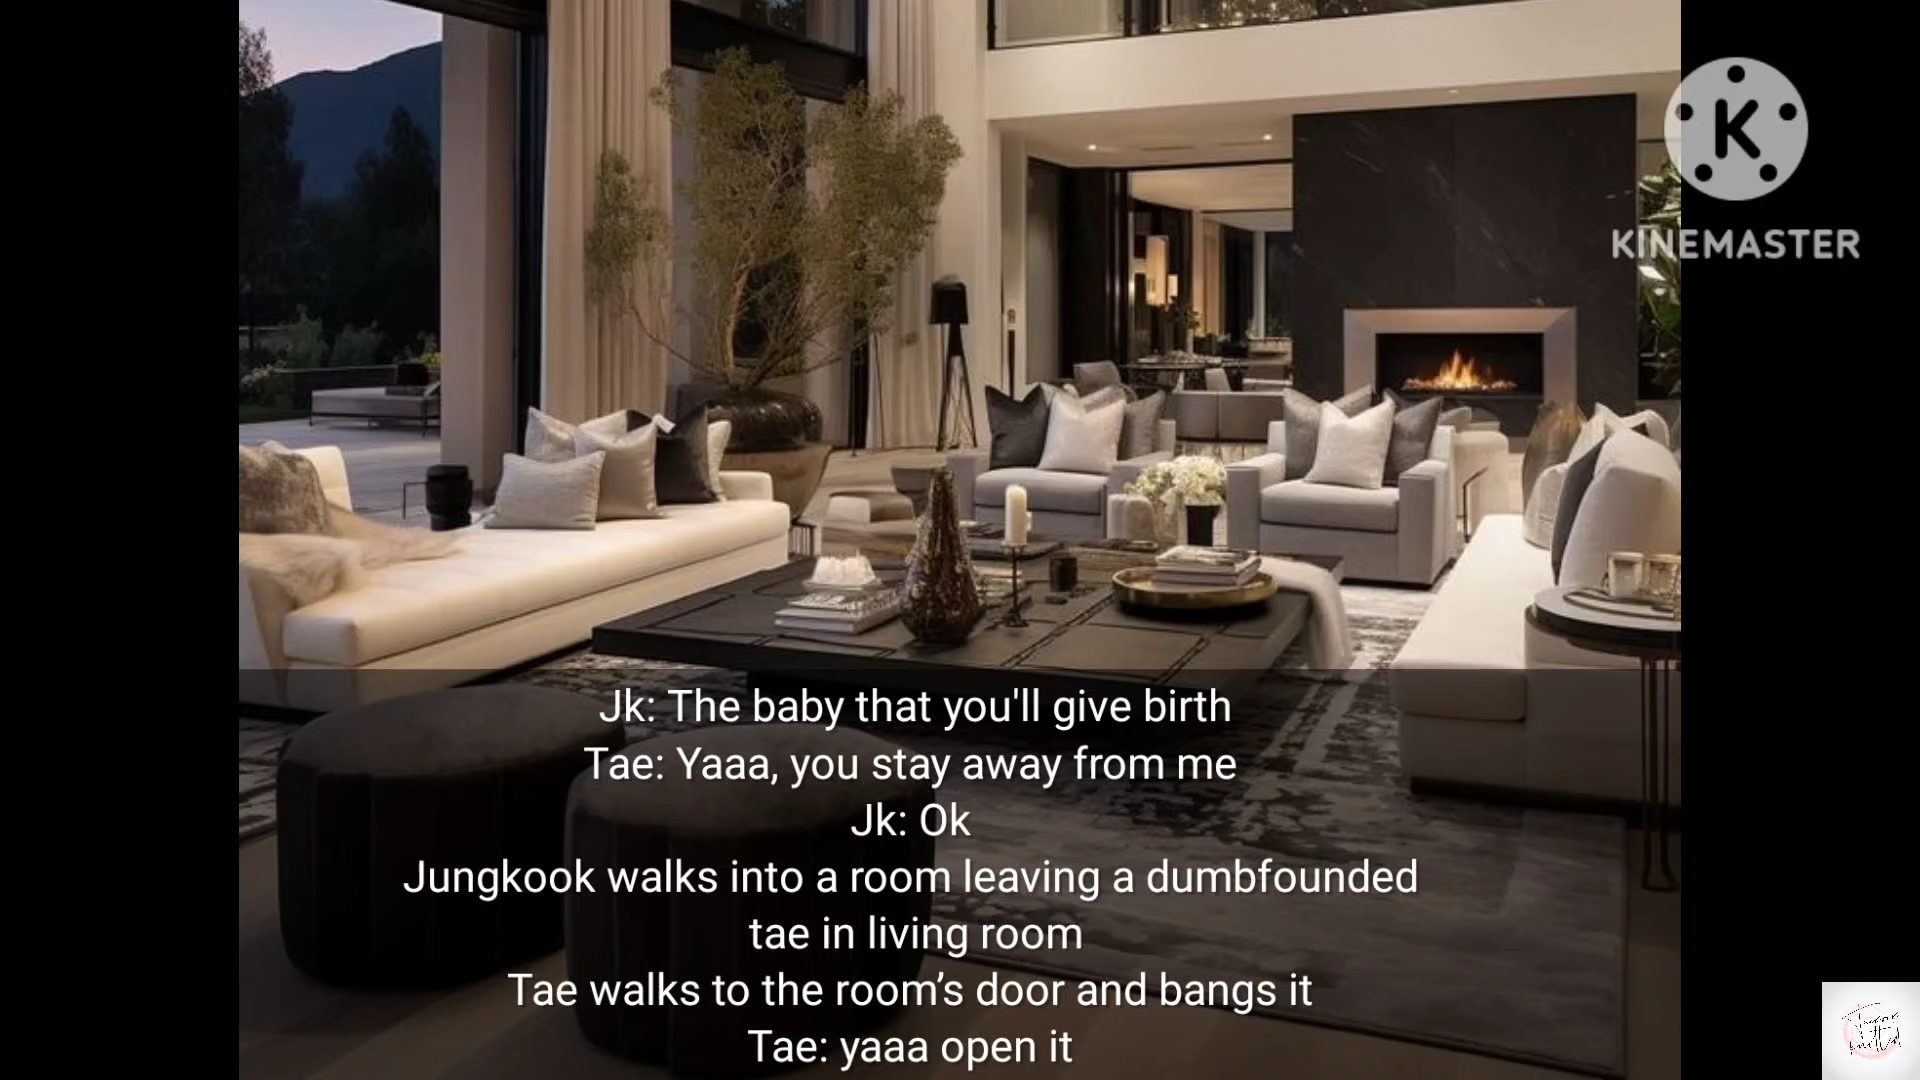 K
KINEMASTER
Jk: The baby that you'll give birth
Tae: Yaaa, you stay away from me
Jk: Ok
Jungkook walks into a room leaving a dumbfounded
tae in living room
Tae walks to the room’s door and bangs it
Tae: yaaa open it